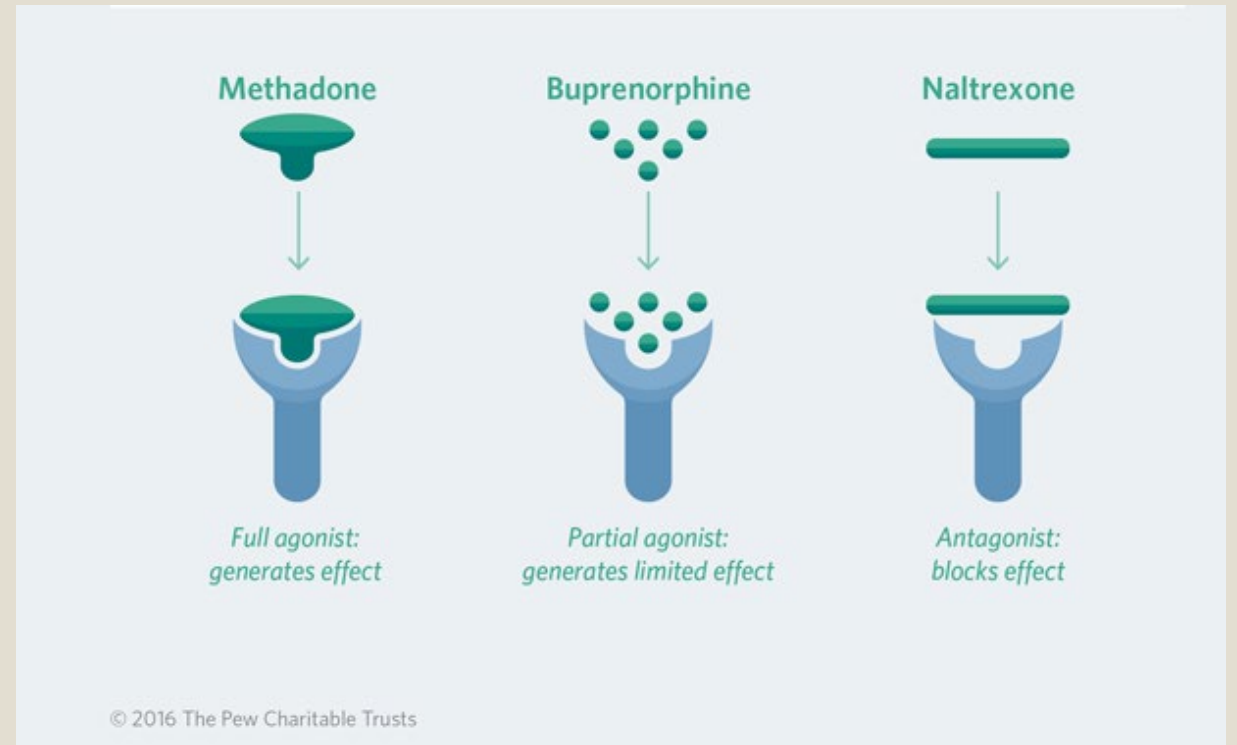 Methadone
Buprenorphine
Naltrexone
Full agonist:
generates effect
Partial agonist:
generates limited effect
Antagonist:
blocks effect
© 2016 The Pew Charitable Trusts